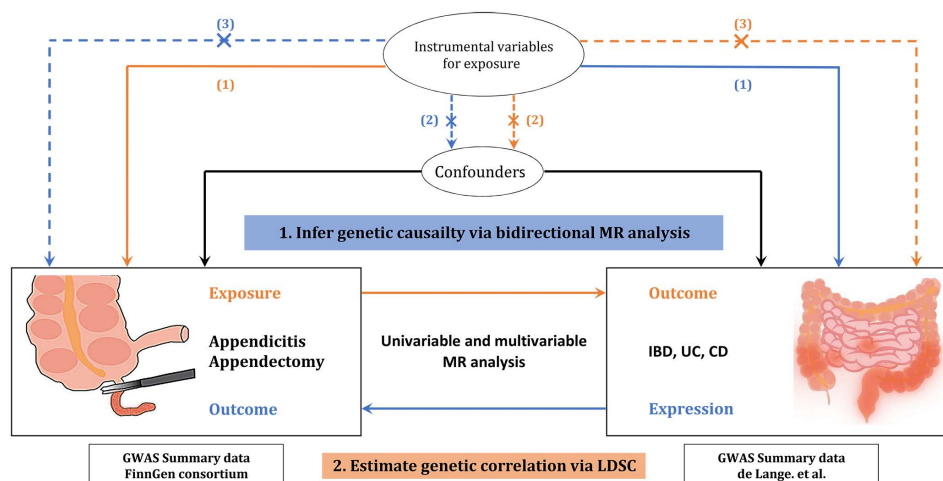 (3)
(3)
Instrumental variables
for exposure
(1)
(1)
(2)
(2)
Confounders
1. Infer genetic causailty via bidirectional MR analysis
Exposure
Outcome
Appendicitis
Appendectomy
Univariable and multivariable
MR analysis
IBD, UC, CD
Outcome
Expression
GWAS Summary data
FinnGen consortium
2. Estimate genetic correlation via LDSC
GWAS Summary data
de Lange. et al.